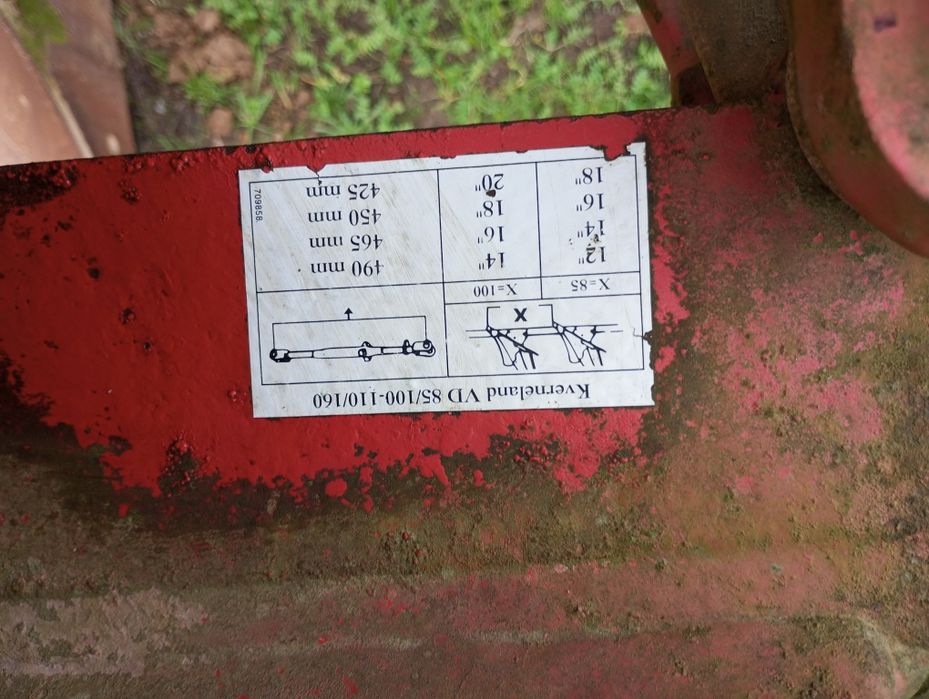 Kverneland VD 85/100-110/160
X
X=85 X=100
12" 14" 490 mm
14" 16" 465 mm
16" 18" 450 mm
18" 20" 425 mm
709858